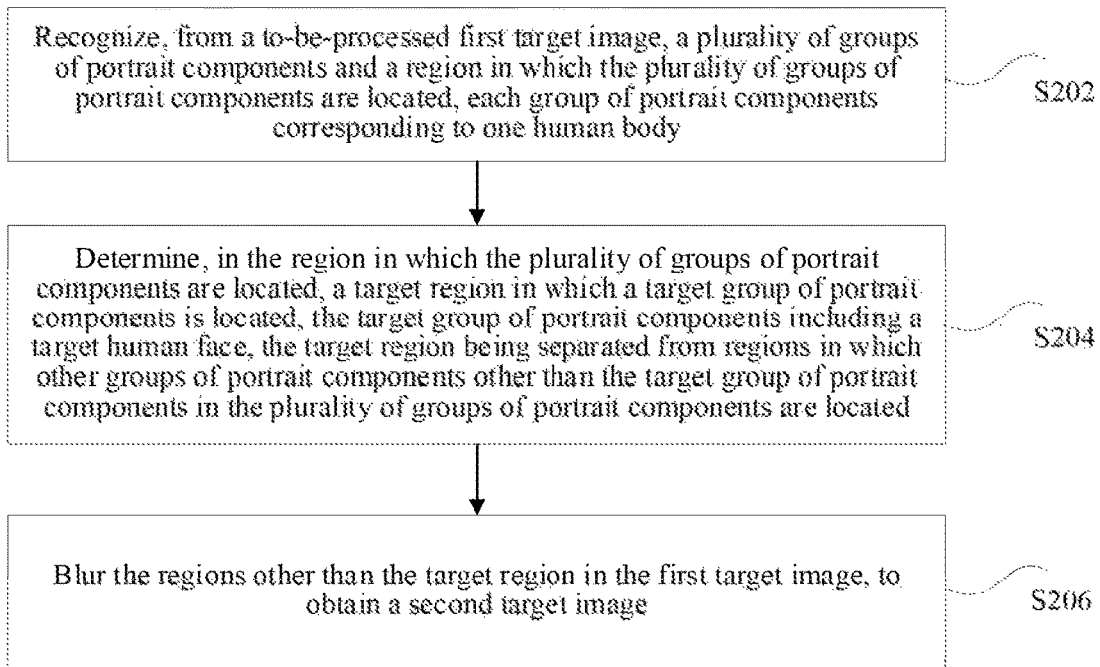 Recognize, from a to-be-processed first target image, a plurality of groups
of portrait components and a region in which the plurality of groups of
portrait components are located, each group of portrait components
corresponding to one human body
S202
Determine, in the region in which the plurality of groups of portrait
components are located, a target region in which a target group of portrait
components is located, the target group of portrait components including a
target human face, the target region being separated from regions in which
other groups of portrait components other than the target group of portrait
components in the plurality of groups of portrait components are located
S204
Blur the regions other than the target region in the first target image, to
obtain a second target image
S206